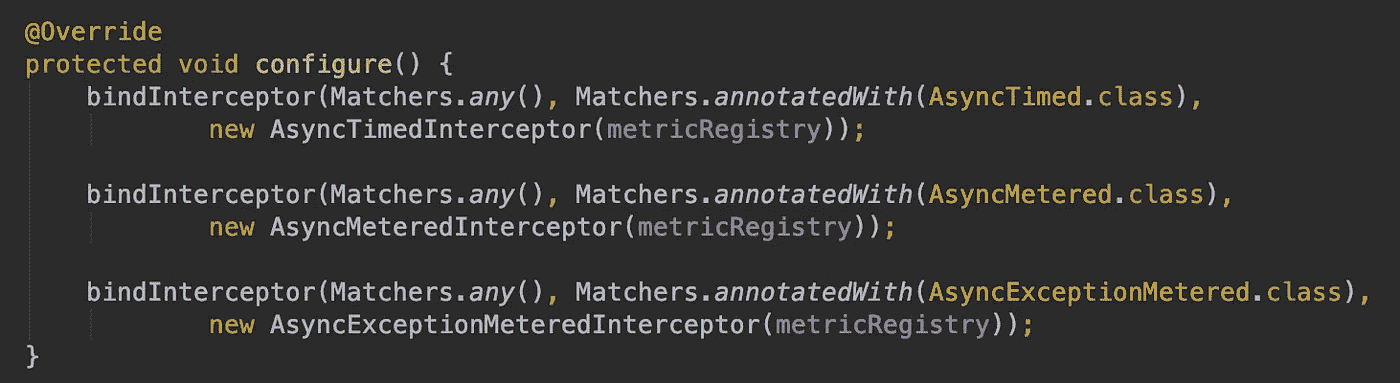 @Override
protected void configure() {
    bindInterceptor(Matchers.any(), Matchers.annotatedWith(AsyncTimed.class),
            new AsyncTimedInterceptor(metricRegistry));

    bindInterceptor(Matchers.any(), Matchers.annotatedWith(AsyncMetered.class),
            new AsyncMeteredInterceptor(metricRegistry));

    bindInterceptor(Matchers.any(), Matchers.annotatedWith(AsyncExceptionMetered.class),
            new AsyncExceptionMeteredInterceptor(metricRegistry));
}